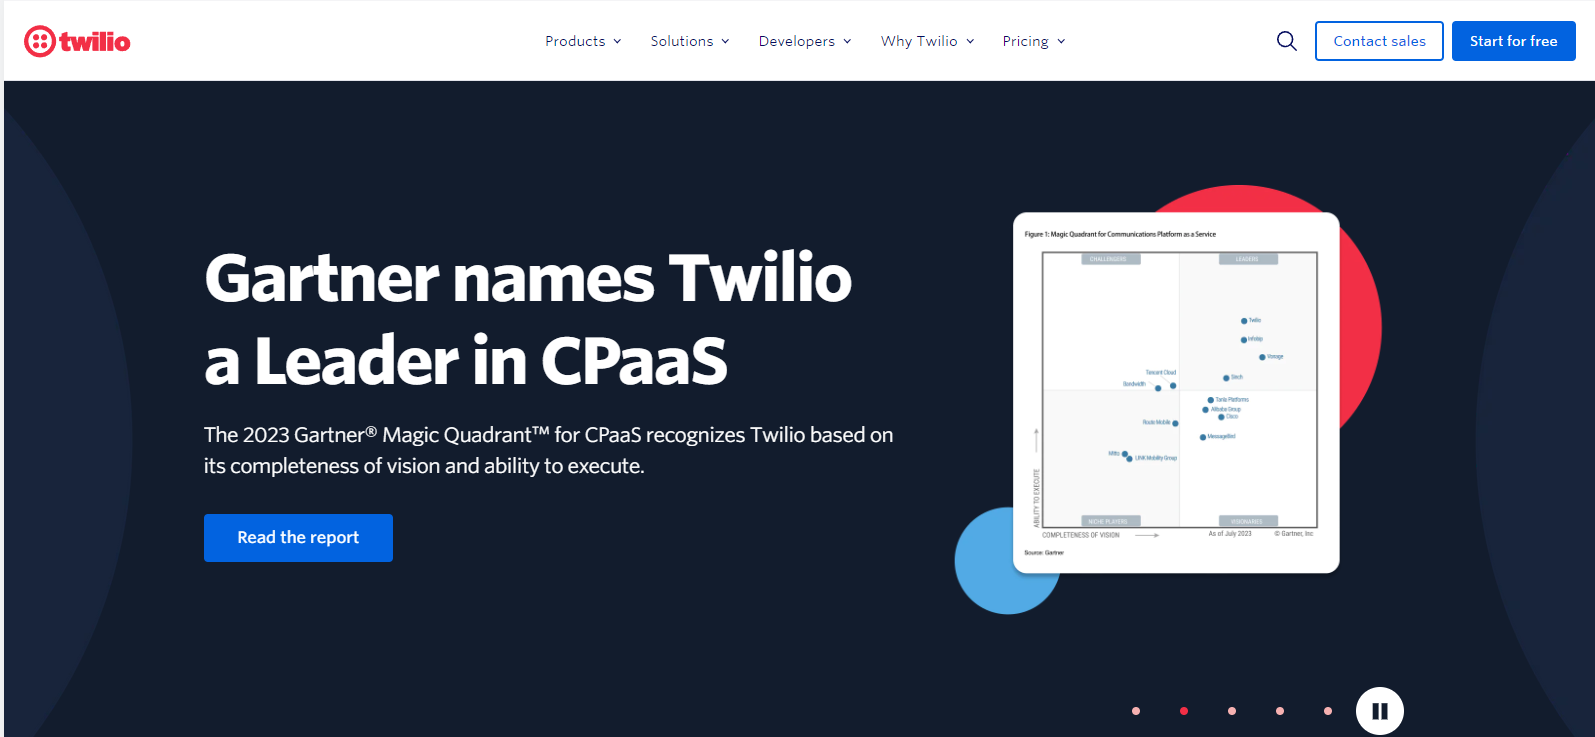 twilio
Products
Solutions
Developers
Why Twilio
Pricing
Contact sales
Start for free
Gartner names Twilio
a Leader in CPaaS
The 2023 Gartner® Magic Quadrant™ for CPaaS recognizes Twilio based on
its completeness of vision and ability to execute.
Read the report
Figure 1: Magic Quadrant for Communications Platform as a Service
CHALLENGERS
LEADERS
Twilio
Infobip
Vonage
Sinch
Tencent Cloud
Bandwidth
Tanla Platforms
Alibaba Group
Cisco
Route Mobile
MessageBird
Mitto
LINK Mobility Group
ABILITY TO EXECUTE
NICHE PLAYERS
VISIONARIES
COMPLETENESS OF VISION
As of July 2023
© Gartner, Inc
Source: Gartner